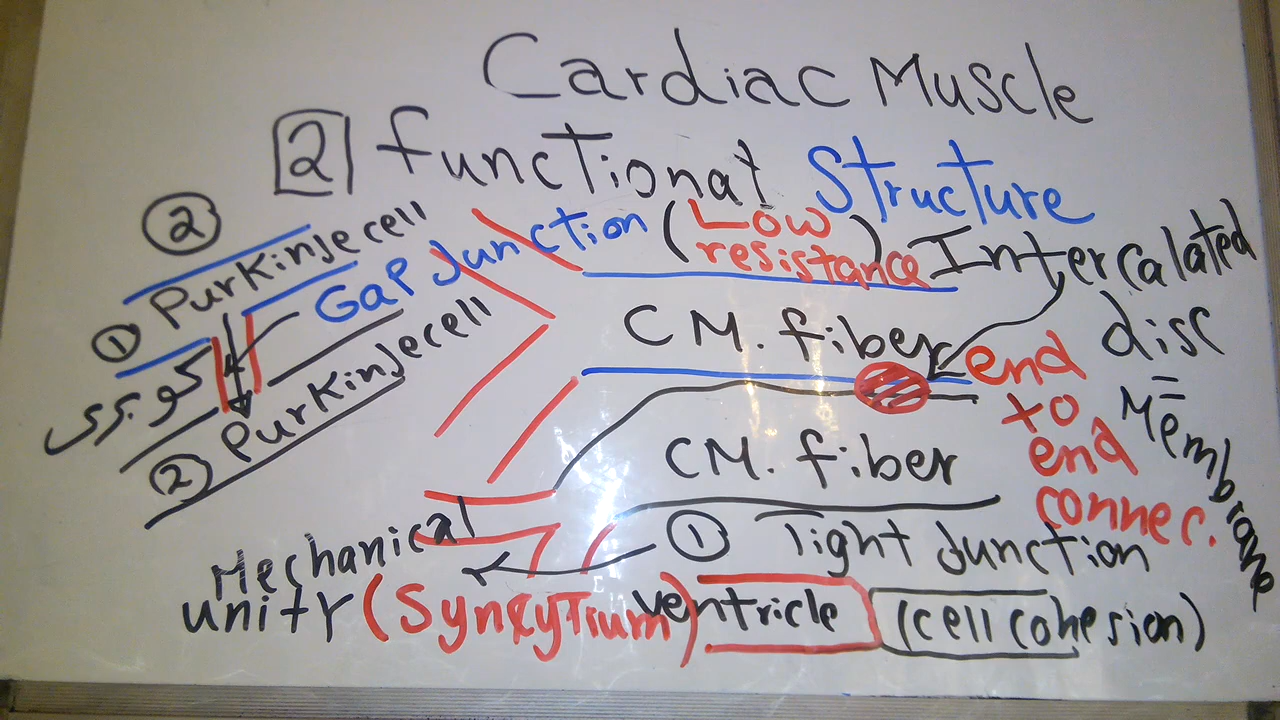 Cardiac Muscle
2 functional Structure
② Gap Junction (Low resistance)
① Purkinje cell
كوبرى
② Purkinje cell
Intercalated
disc
Membrane
CM. fiber
end
to
end
connec.
CM. fiber
① Tight Junction
(cell cohesion)
Mechanical
unity (Syncytium)
ventricle